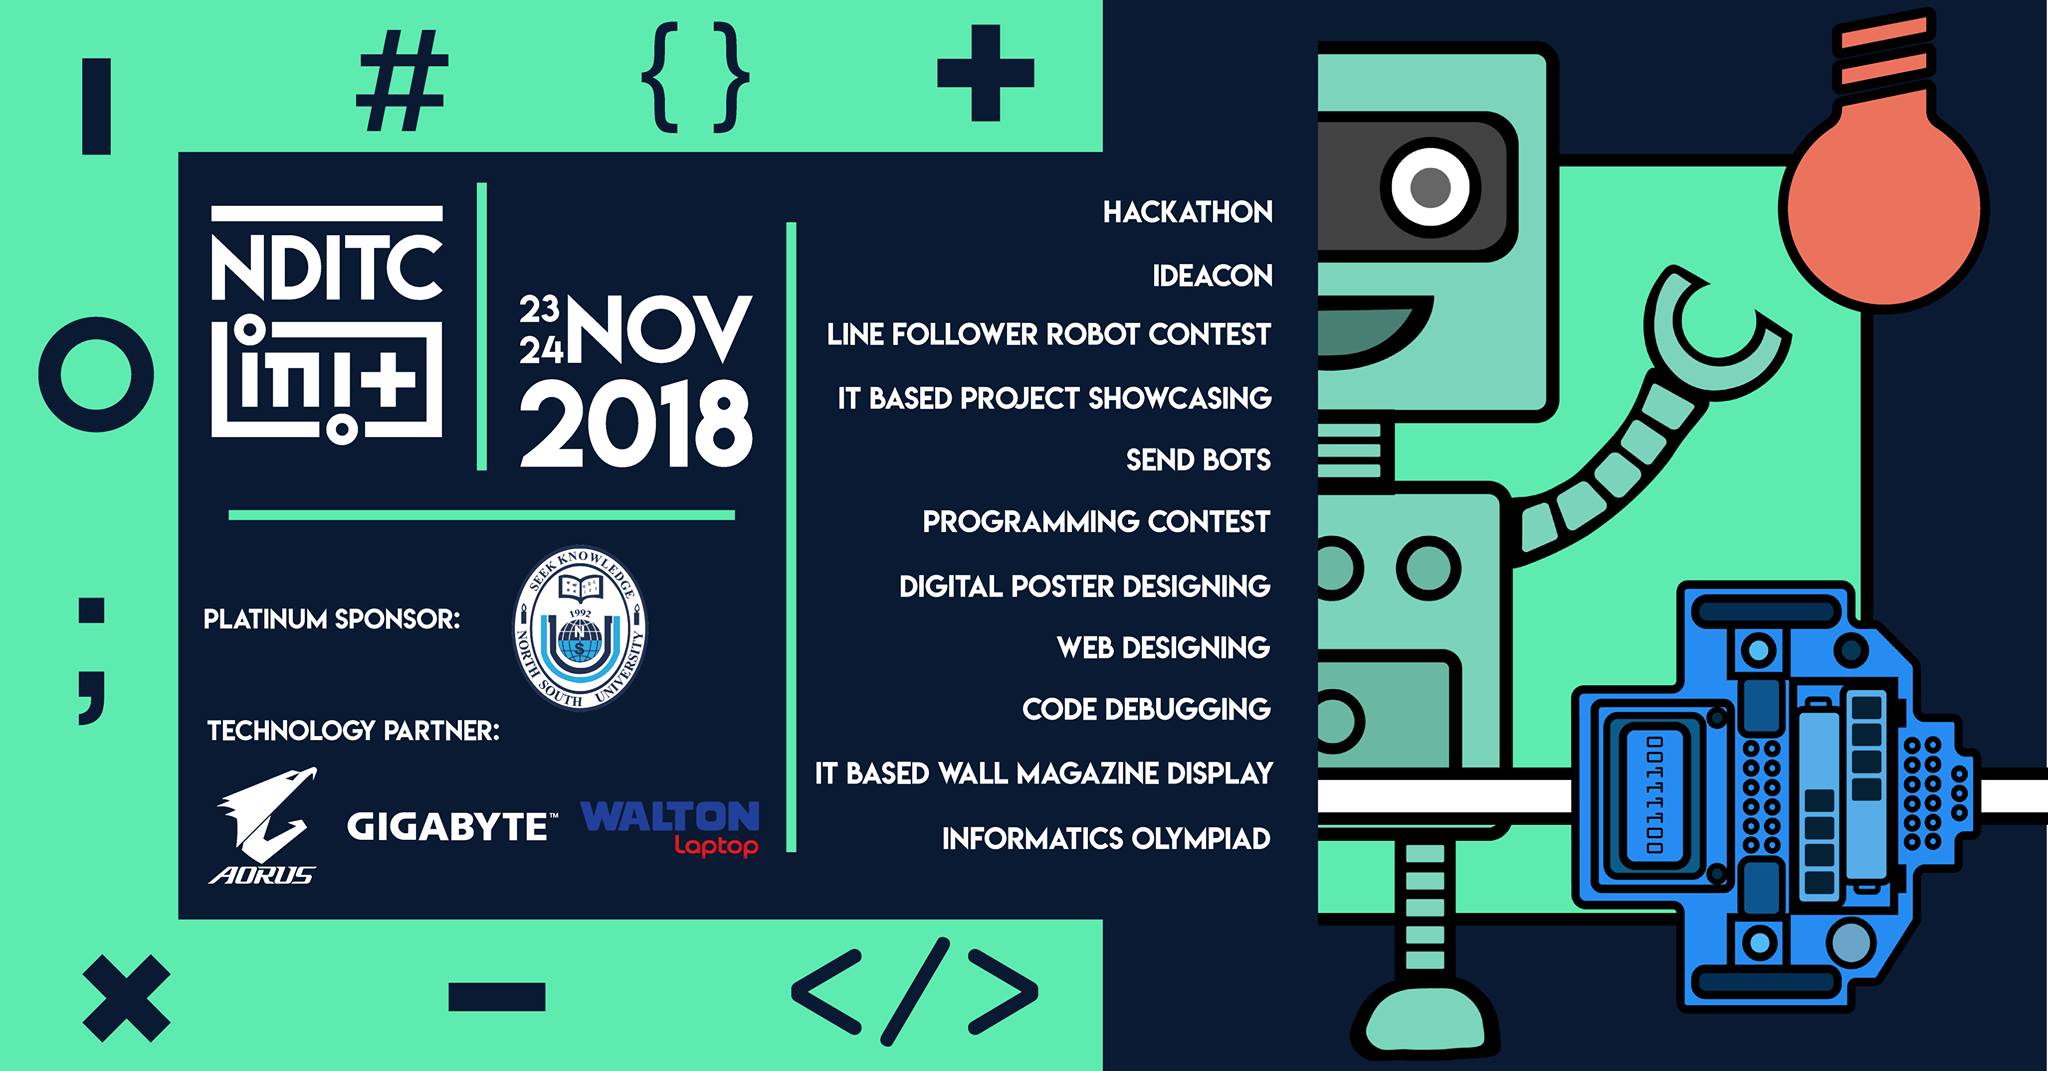 #
{ }
+
NDITC
init
23
24
NOV
2018
PLATINUM SPONSOR:
SEEK KNOWLEDGE
1992
N
S
NORTH SOUTH UNIVERSITY
TECHNOLOGY PARTNER:
AORUS
GIGABYTE™
WALTON
Laptop
HACKATHON
IDEACON
LINE FOLLOWER ROBOT CONTEST
IT BASED PROJECT SHOWCASING
SEND BOTS
PROGRAMMING CONTEST
DIGITAL POSTER DESIGNING
WEB DESIGNING
CODE DEBUGGING
IT BASED WALL MAGAZINE DISPLAY
INFORMATICS OLYMPIAD
001111100
;
×
-
</>